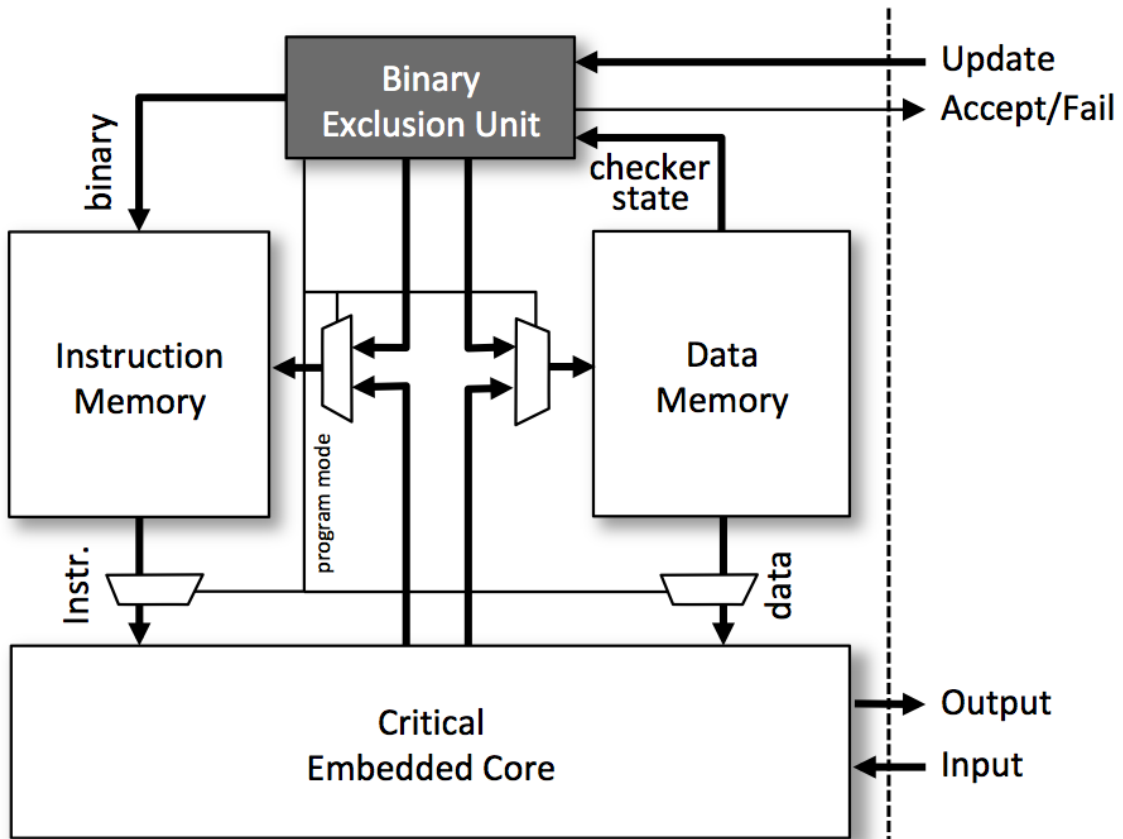 Binary
Exclusion Unit
Update
Accept/Fail
binary
checker
state
Instruction
Memory
Data
Memory
program mode
Instr.
data
Critical
Embedded Core
Output
Input